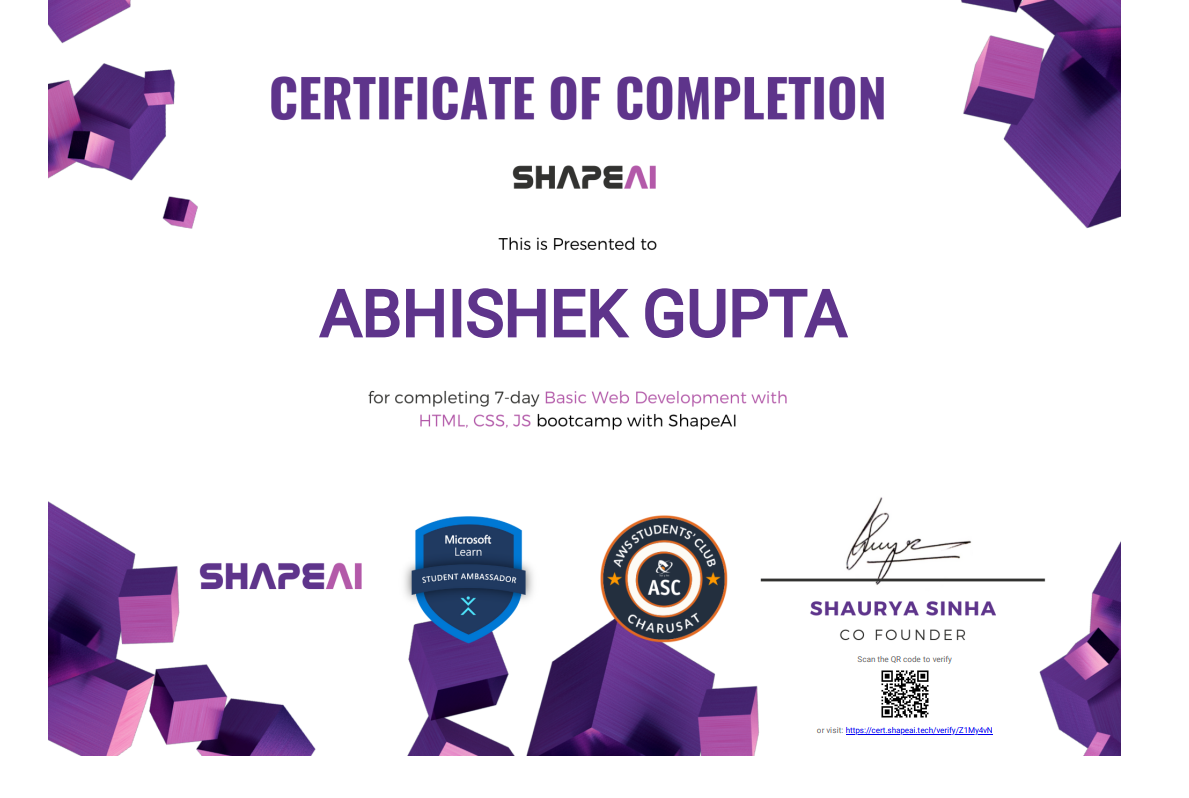 CERTIFICATE OF COMPLETION
SHAPEAI
This is Presented to
ABHISHEK GUPTA
for completing 7-day Basic Web Development with
HTML, CSS, JS bootcamp with ShapeAI
SHAPEAI
Microsoft
Learn
STUDENT AMBASSADOR
AWS STUDENTS' CLUB
ASC
CHARUSAT
SHAURYA SINHA
CO FOUNDER
Scan the QR code to verify
or visit: https://cert.shapeai.tech/verify/Z1My4vN